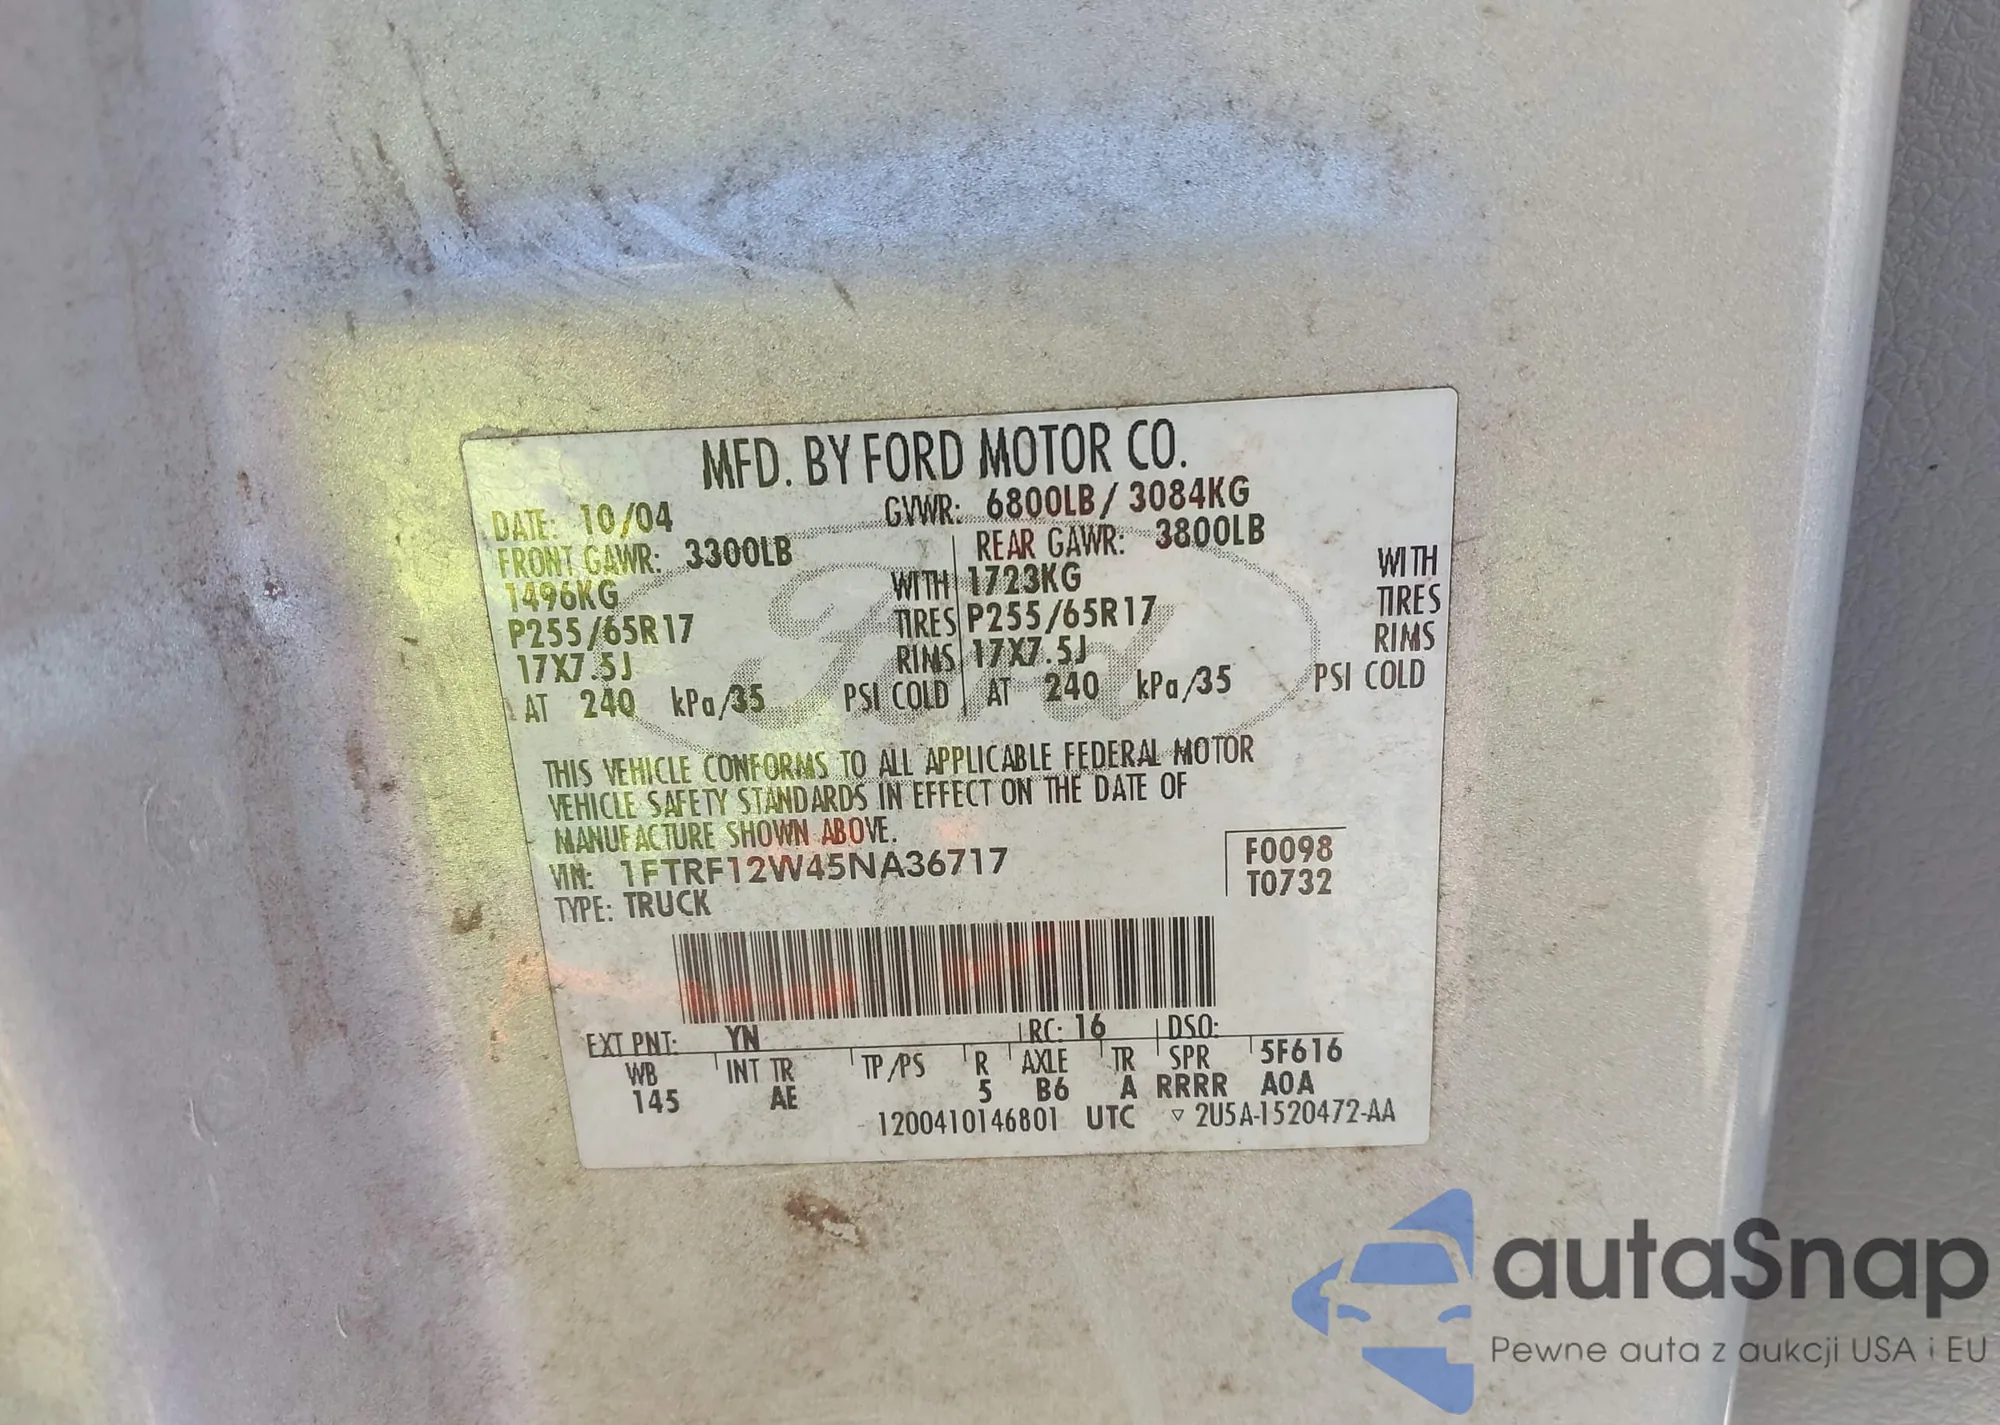 MFD. BY FORD MOTOR CO.
DATE: 10/04 GVWR: 6800LB / 3084KG
FRONT GAWR: 3300LB REAR GAWR: 3800LB
1496KG WITH 1723KG WITH
P255/65R17 TIRES P255/65R17 TIRES
17X7.5J RIMS 17X7.5J RIMS
AT 240 kPa/35 PSI COLD AT 240 kPa/35 PSI COLD
THIS VEHICLE CONFORMS TO ALL APPLICABLE FEDERAL MOTOR
VEHICLE SAFETY STANDARDS IN EFFECT ON THE DATE OF
MANUFACTURE SHOWN ABOVE.
VIN: 1FTRF12W45NA36717 F0098
TYPE: TRUCK T0732
EXT PNT: YN RC: 16 DSO:
WB INT TR TP/PS R AXLE TR SPR 5F616
145 AE 5 B6 A RRRR A0A
1200410146801 UTC ▽ 2U5A-1520472-AA
Ford
autaSnap
Pewne auta z aukcji USA i EU